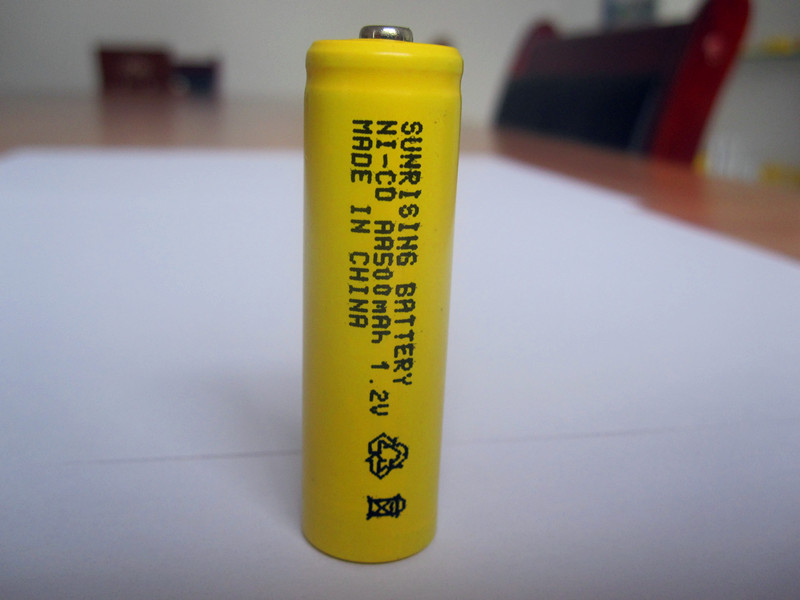 SUNRISING BATTERY
NI-CD AA500mAh 1.2V
MADE IN CHINA